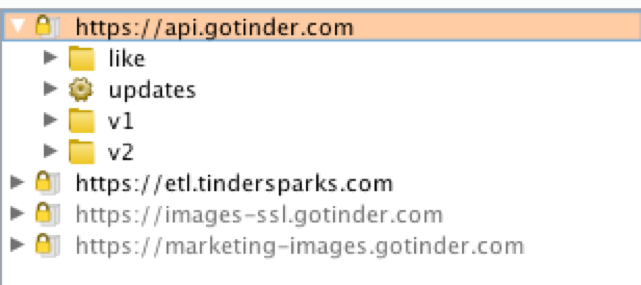 https://api.gotinder.com
like
updates
v1
v2
https://etl.tindersparks.com
https://images-ssl.gotinder.com
https://marketing-images.gotinder.com